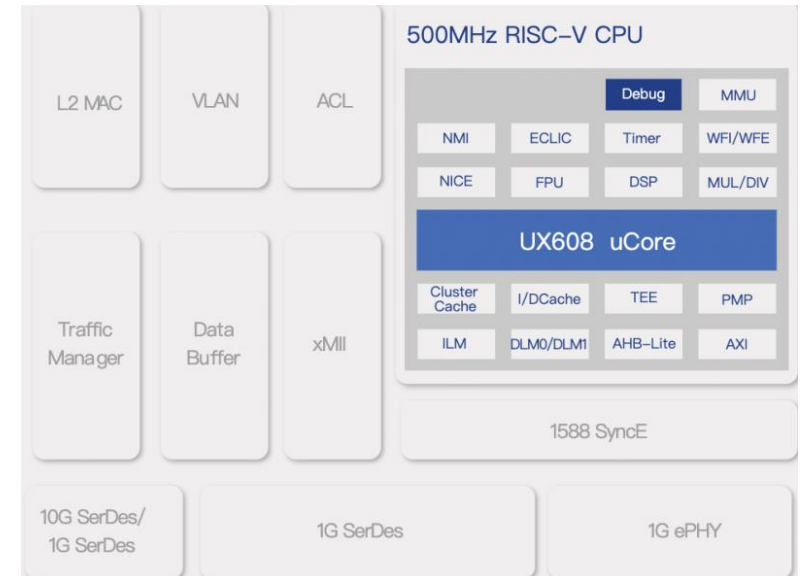 500MHz RISC-V CPU
L2 MAC
VLAN
ACL
Debug
MMU
NMI
ECLIC
Timer
WFI/WFE
NICE
FPU
DSP
MUL/DIV
UX608 uCore
Cluster
Cache
I/DCache
TEE
PMP
ILM
DLM0/DLM1
AHB-Lite
AXI
Traffic
Manager
Data
Buffer
xMII
1588 SyncE
10G SerDes/
1G SerDes
1G SerDes
1G ePHY